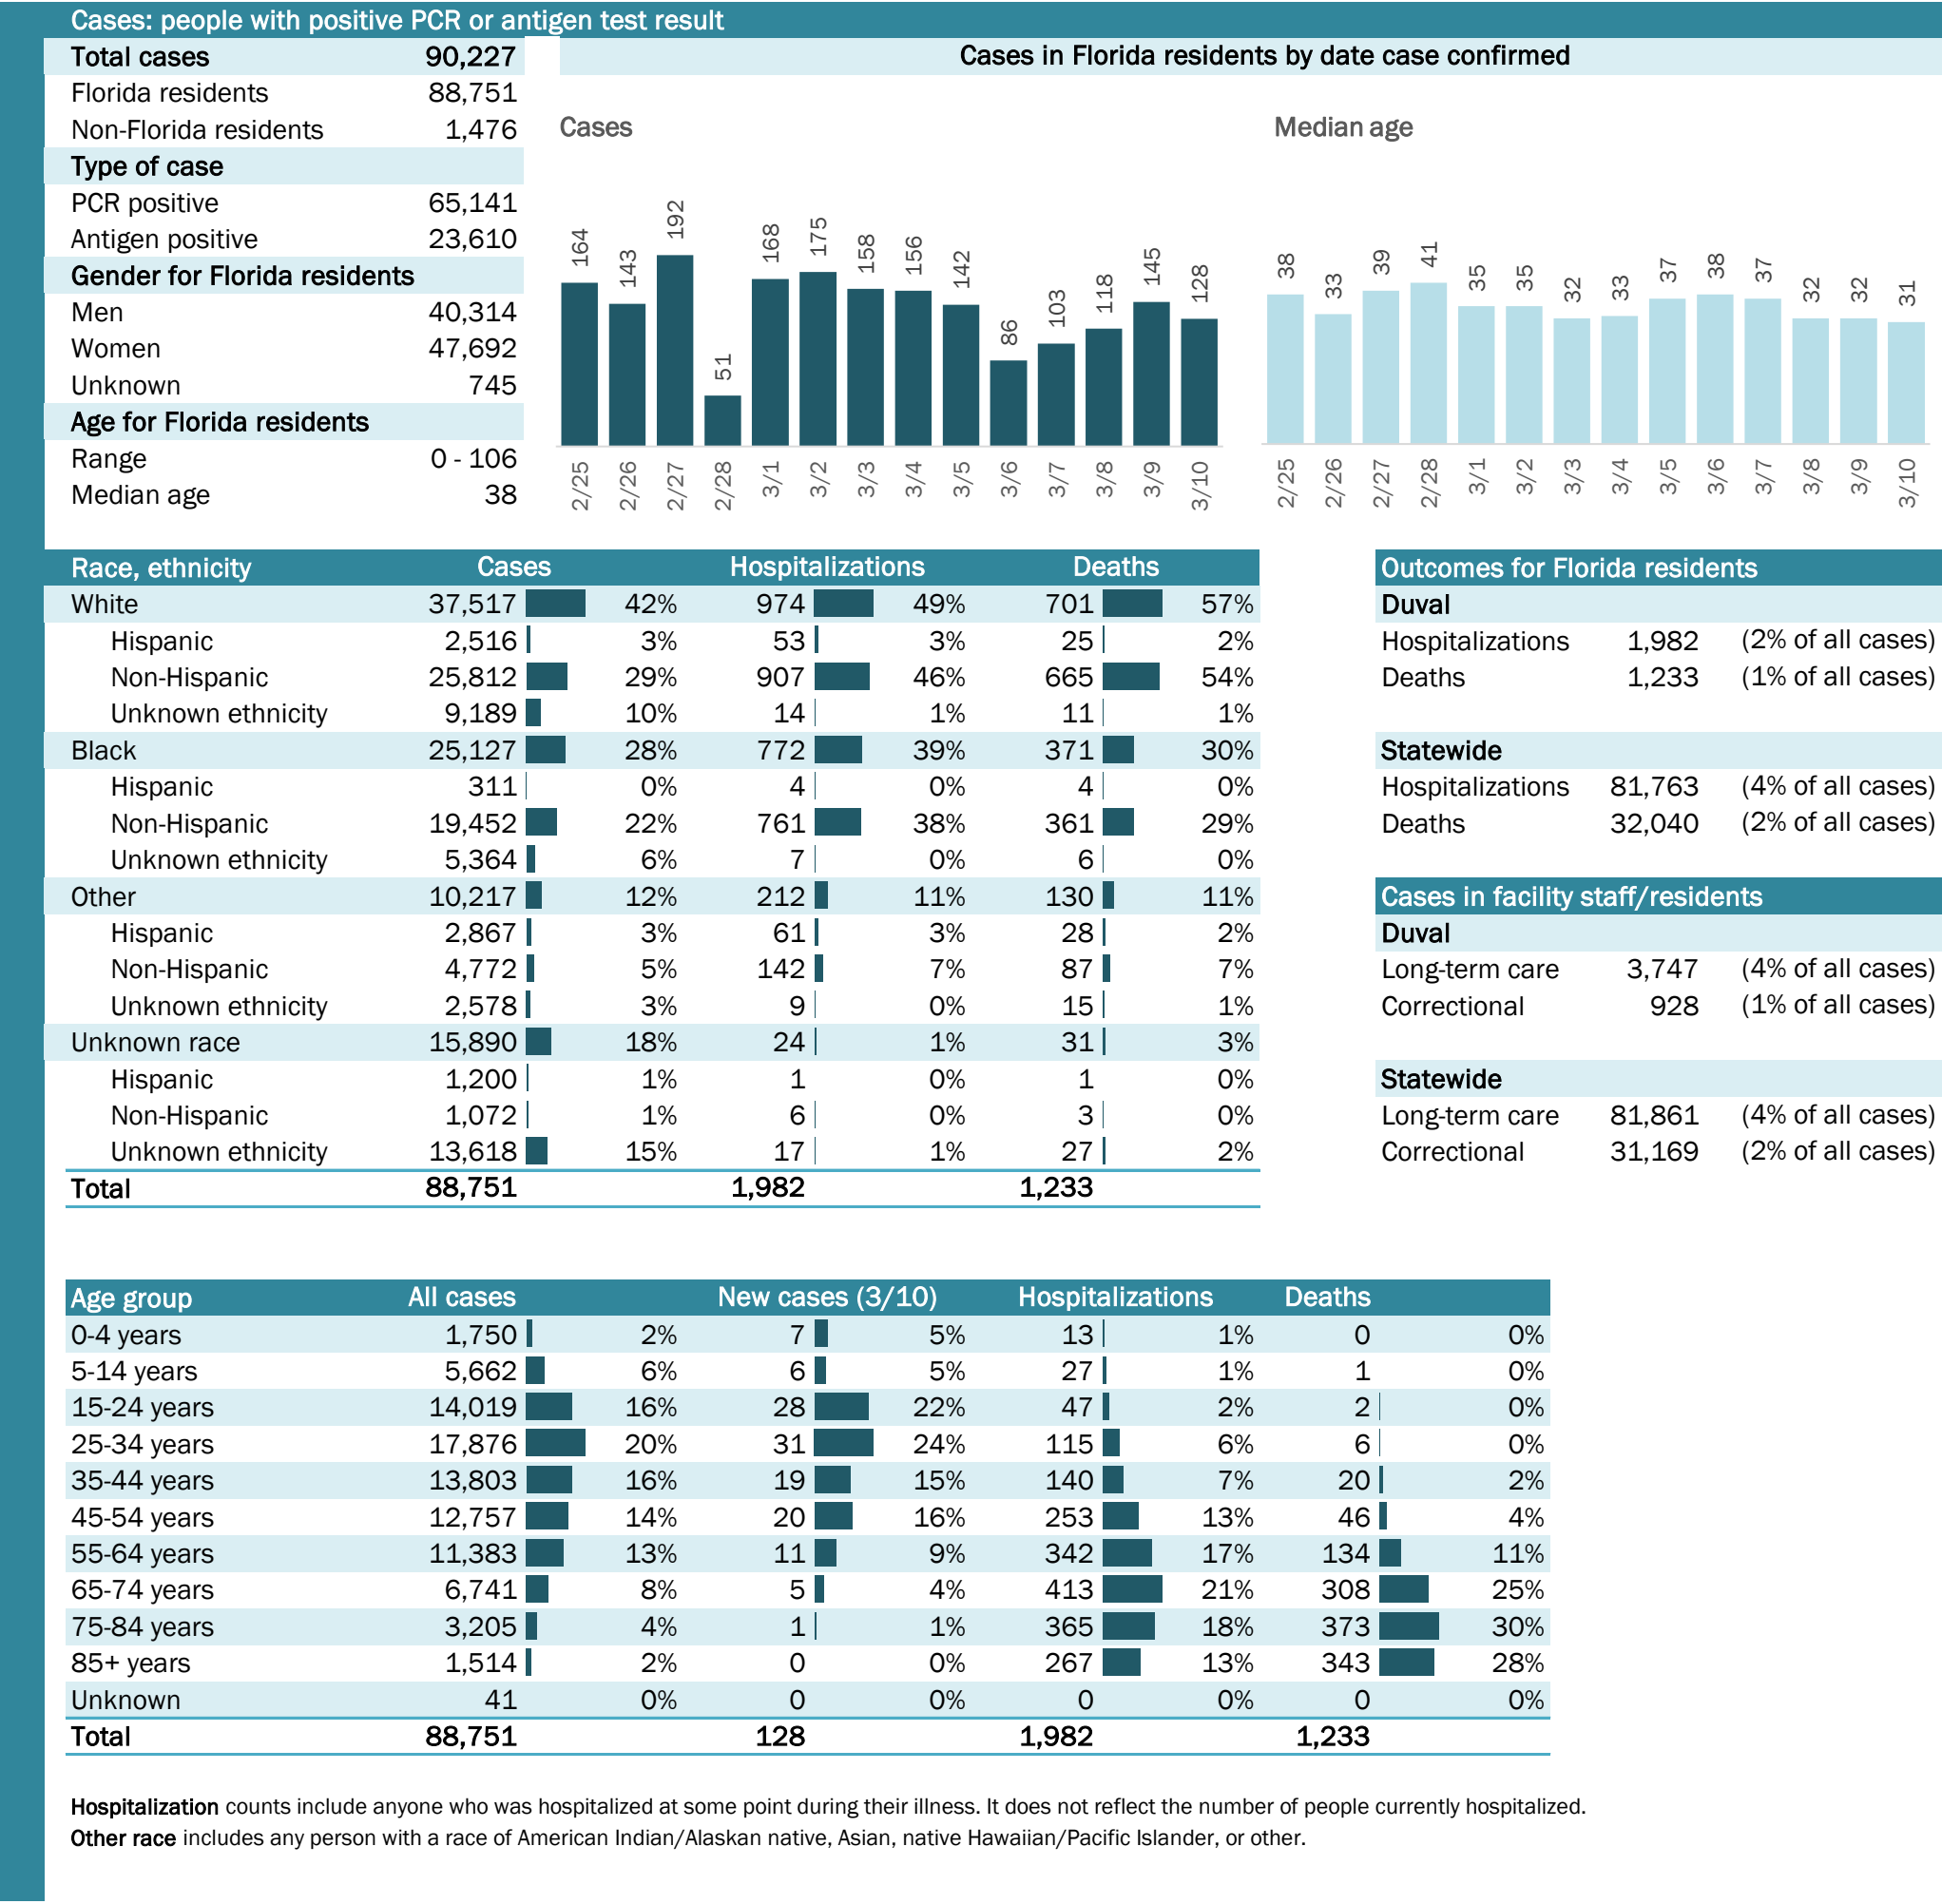 Cases: people with positive PCR or antigen test result
Total cases 90,227
Florida residents 88,751
Non-Florida residents 1,476
Type of case
PCR positive 65,141
Antigen positive 23,610
Gender for Florida residents
Men 40,314
Women 47,692
Unknown 745
Age for Florida residents
Range 0 - 106
Median age 38
Cases in Florida residents by date case confirmed
Cases
164 143 192 51 168 175 158 156 142 86 103 118 145 128
2/25 2/26 2/27 2/28 3/1 3/2 3/3 3/4 3/5 3/6 3/7 3/8 3/9 3/10
Median age
38 33 39 41 35 35 32 33 37 38 37 32 32 31
2/25 2/26 2/27 2/28 3/1 3/2 3/3 3/4 3/5 3/6 3/7 3/8 3/9 3/10
Race, ethnicity Cases Hospitalizations Deaths
White 37,517 42% 974 49% 701 57%
Hispanic 2,516 3% 53 3% 25 2%
Non-Hispanic 25,812 29% 907 46% 665 54%
Unknown ethnicity 9,189 10% 14 1% 11 1%
Black 25,127 28% 772 39% 371 30%
Hispanic 311 0% 4 0% 4 0%
Non-Hispanic 19,452 22% 761 38% 361 29%
Unknown ethnicity 5,364 6% 7 0% 6 0%
Other 10,217 12% 212 11% 130 11%
Hispanic 2,867 3% 61 3% 28 2%
Non-Hispanic 4,772 5% 142 7% 87 7%
Unknown ethnicity 2,578 3% 9 0% 15 1%
Unknown race 15,890 18% 24 1% 31 3%
Hispanic 1,200 1% 1 0% 1 0%
Non-Hispanic 1,072 1% 6 0% 3 0%
Unknown ethnicity 13,618 15% 17 1% 27 2%
Total 88,751 1,982 1,233
Outcomes for Florida residents
Duval
Hospitalizations 1,982 (2% of all cases)
Deaths 1,233 (1% of all cases)
Statewide
Hospitalizations 81,763 (4% of all cases)
Deaths 32,040 (2% of all cases)
Cases in facility staff/residents
Duval
Long-term care 3,747 (4% of all cases)
Correctional 928 (1% of all cases)
Statewide
Long-term care 81,861 (4% of all cases)
Correctional 31,169 (2% of all cases)
Age group All cases New cases (3/10) Hospitalizations Deaths
0-4 years 1,750 2% 7 5% 13 1% 0 0%
5-14 years 5,662 6% 6 5% 27 1% 1 0%
15-24 years 14,019 16% 28 22% 47 2% 2 0%
25-34 years 17,876 20% 31 24% 115 6% 6 0%
35-44 years 13,803 16% 19 15% 140 7% 20 2%
45-54 years 12,757 14% 20 16% 253 13% 46 4%
55-64 years 11,383 13% 11 9% 342 17% 134 11%
65-74 years 6,741 8% 5 4% 413 21% 308 25%
75-84 years 3,205 4% 1 1% 365 18% 373 30%
85+ years 1,514 2% 0 0% 267 13% 343 28%
Unknown 41 0% 0 0% 0 0% 0 0%
Total 88,751 128 1,982 1,233
Hospitalization counts include anyone who was hospitalized at some point during their illness. It does not reflect the number of people currently hospitalized.
Other race includes any person with a race of American Indian/Alaskan native, Asian, native Hawaiian/Pacific Islander, or other.